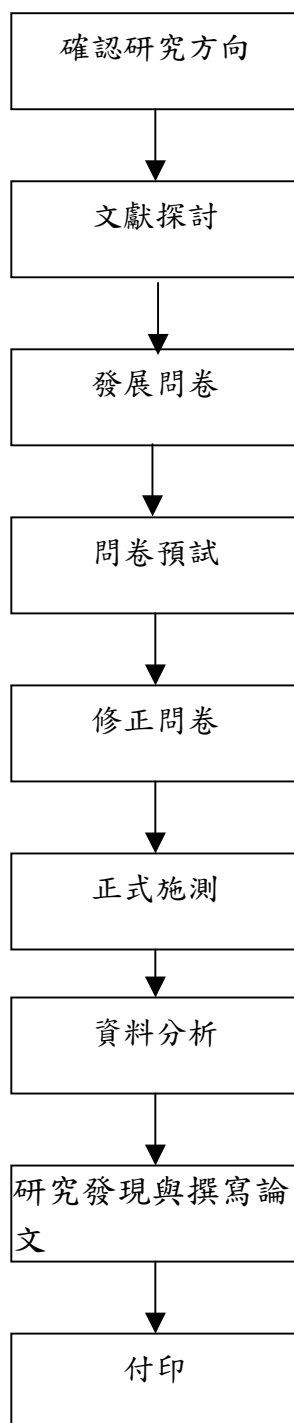 確認研究方向
文獻探討
發展問卷
問卷預試
修正問卷
正式施測
資料分析
研究發現與撰寫論
文
付印